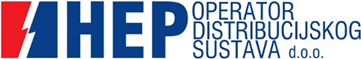 HEP
OPERATOR
DISTRIBUCIJSKOG
SUSTAVA d.o.o.